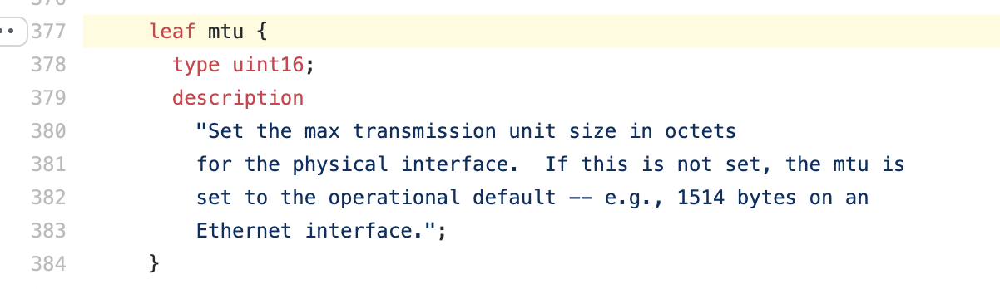 377 leaf mtu {
378 type uint16;
379 description
380 "Set the max transmission unit size in octets
381 for the physical interface.  If this is not set, the mtu is
382 set to the operational default -- e.g., 1514 bytes on an
383 Ethernet interface.";
384 }